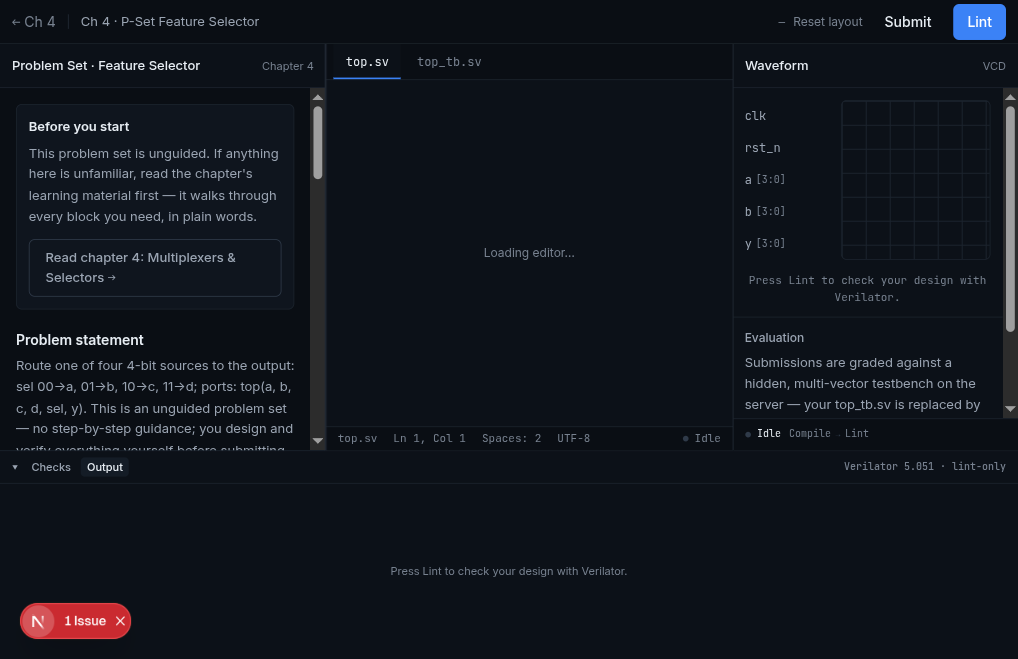 ← Ch 4
Ch 4 · P-Set Feature Selector
— Reset layout
Submit
Lint
Problem Set · Feature Selector
Chapter 4
Before you start
This problem set is unguided. If anything
here is unfamiliar, read the chapter's
learning material first — it walks through
every block you need, in plain words.
Read chapter 4: Multiplexers &
Selectors →
Problem statement
Route one of four 4-bit sources to the output:
sel 00→a, 01→b, 10→c, 11→d; ports: top(a, b,
c, d, sel, y). This is an unguided problem set
— no step-by-step guidance; you design and
verify everything yourself before submitting.
top.sv
top_tb.sv
Loading editor...
top.sv Ln 1, Col 1 Spaces: 2 UTF-8
Idle
Waveform
VCD
clk
rst_n
a [3:0]
b [3:0]
y [3:0]
Press Lint to check your design with
Verilator.
Evaluation
Submissions are graded against a
hidden, multi-vector testbench on the
server — your top_tb.sv is replaced by
Idle Compile · Lint
▾ Checks Output
Verilator 5.051 · lint-only
Press Lint to check your design with Verilator.
N 1 Issue ×